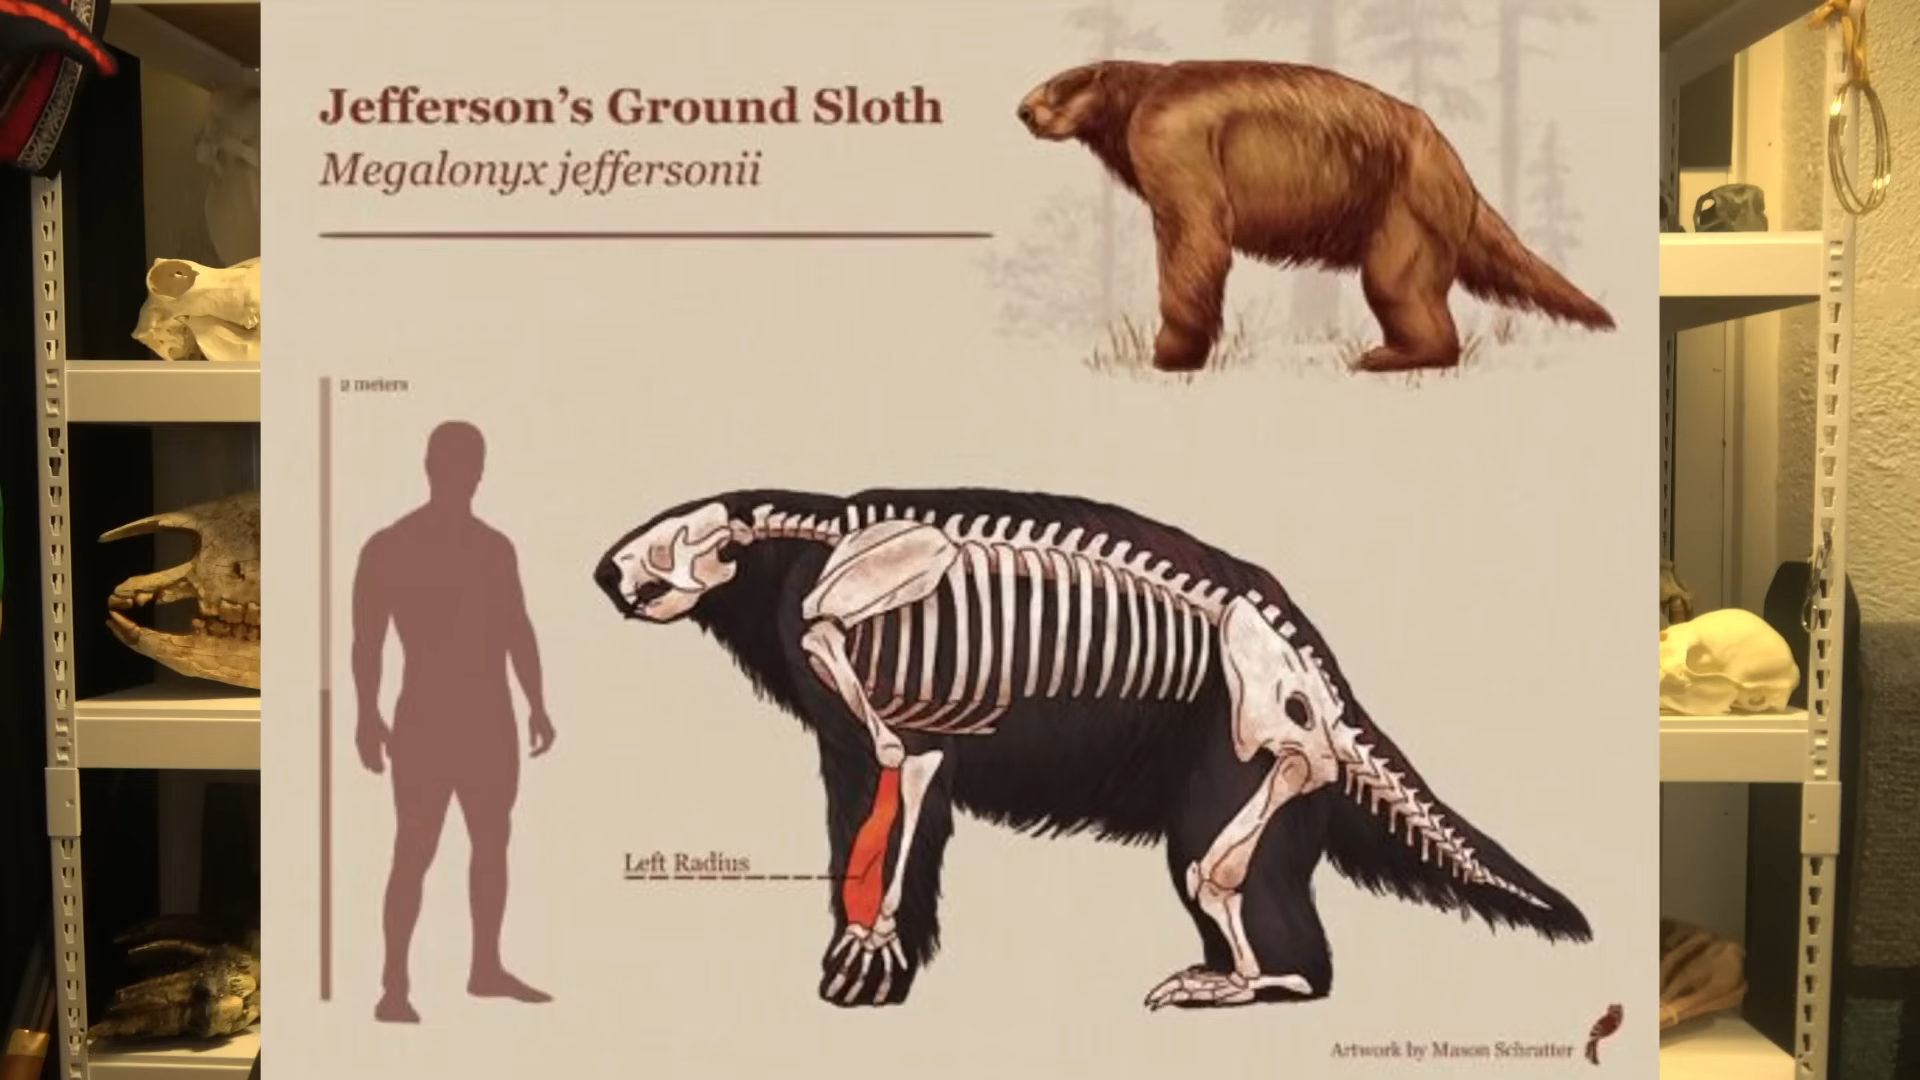 Jefferson’s Ground Sloth
Megalonyx jeffersonii
2 meters
Left Radius
Artwork by Mason Schratter